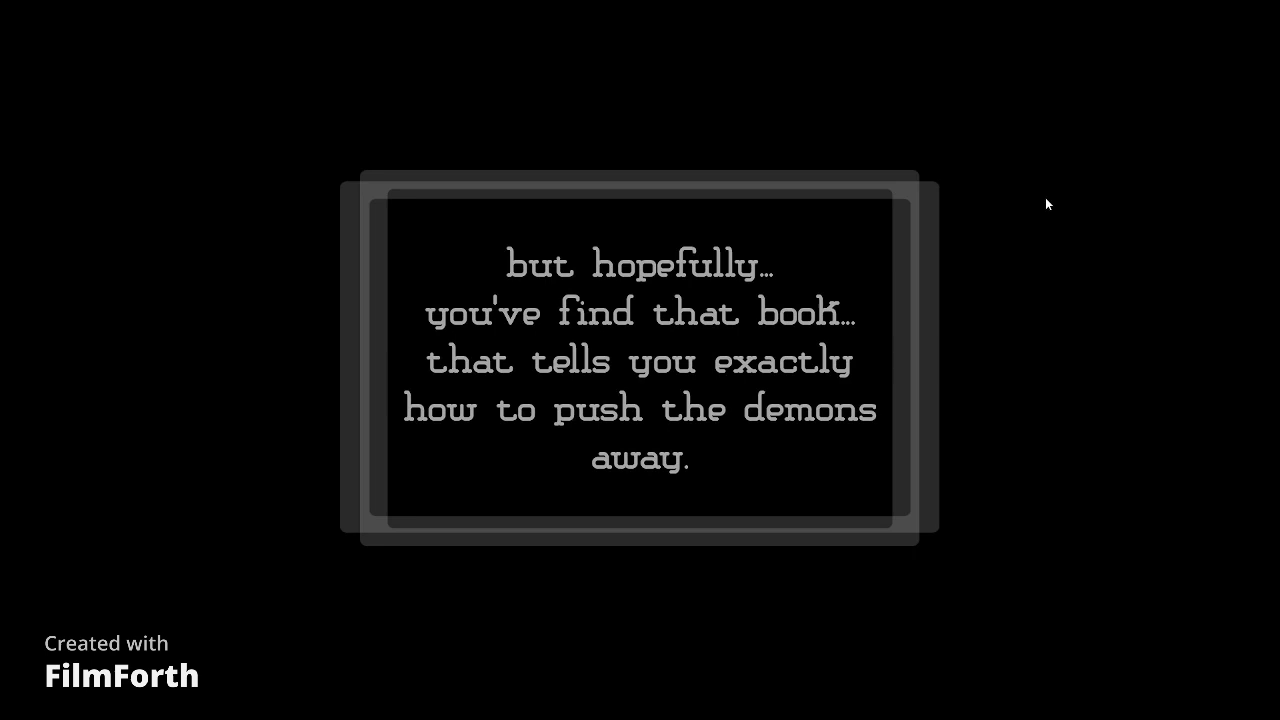 but hopefully...
you've find that book...
that tells you exactly
how to push the demons
away.
Created with
FilmForth